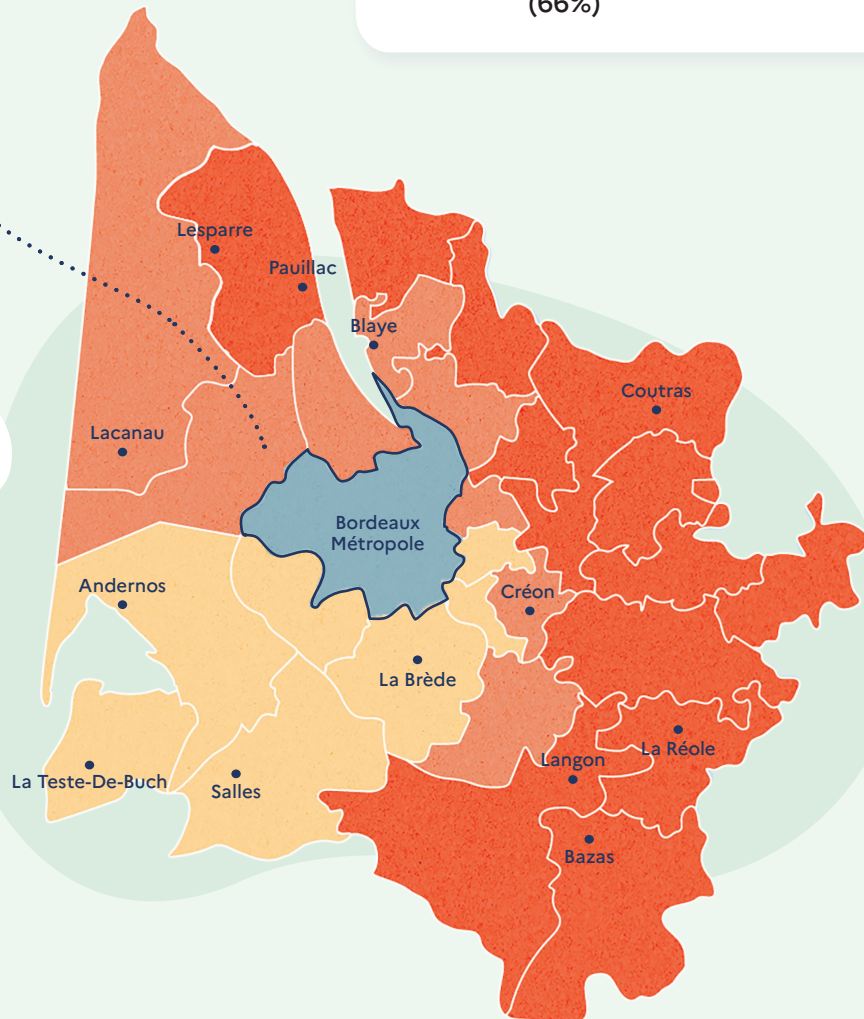 (66%)
Lesparre
Pauillac
Blaye
Coutras
Lacanau
Bordeaux
Métropole
Andernos
Créon
La Brède
La Réole
Langon
La Teste-De-Buch
Salles
Bazas